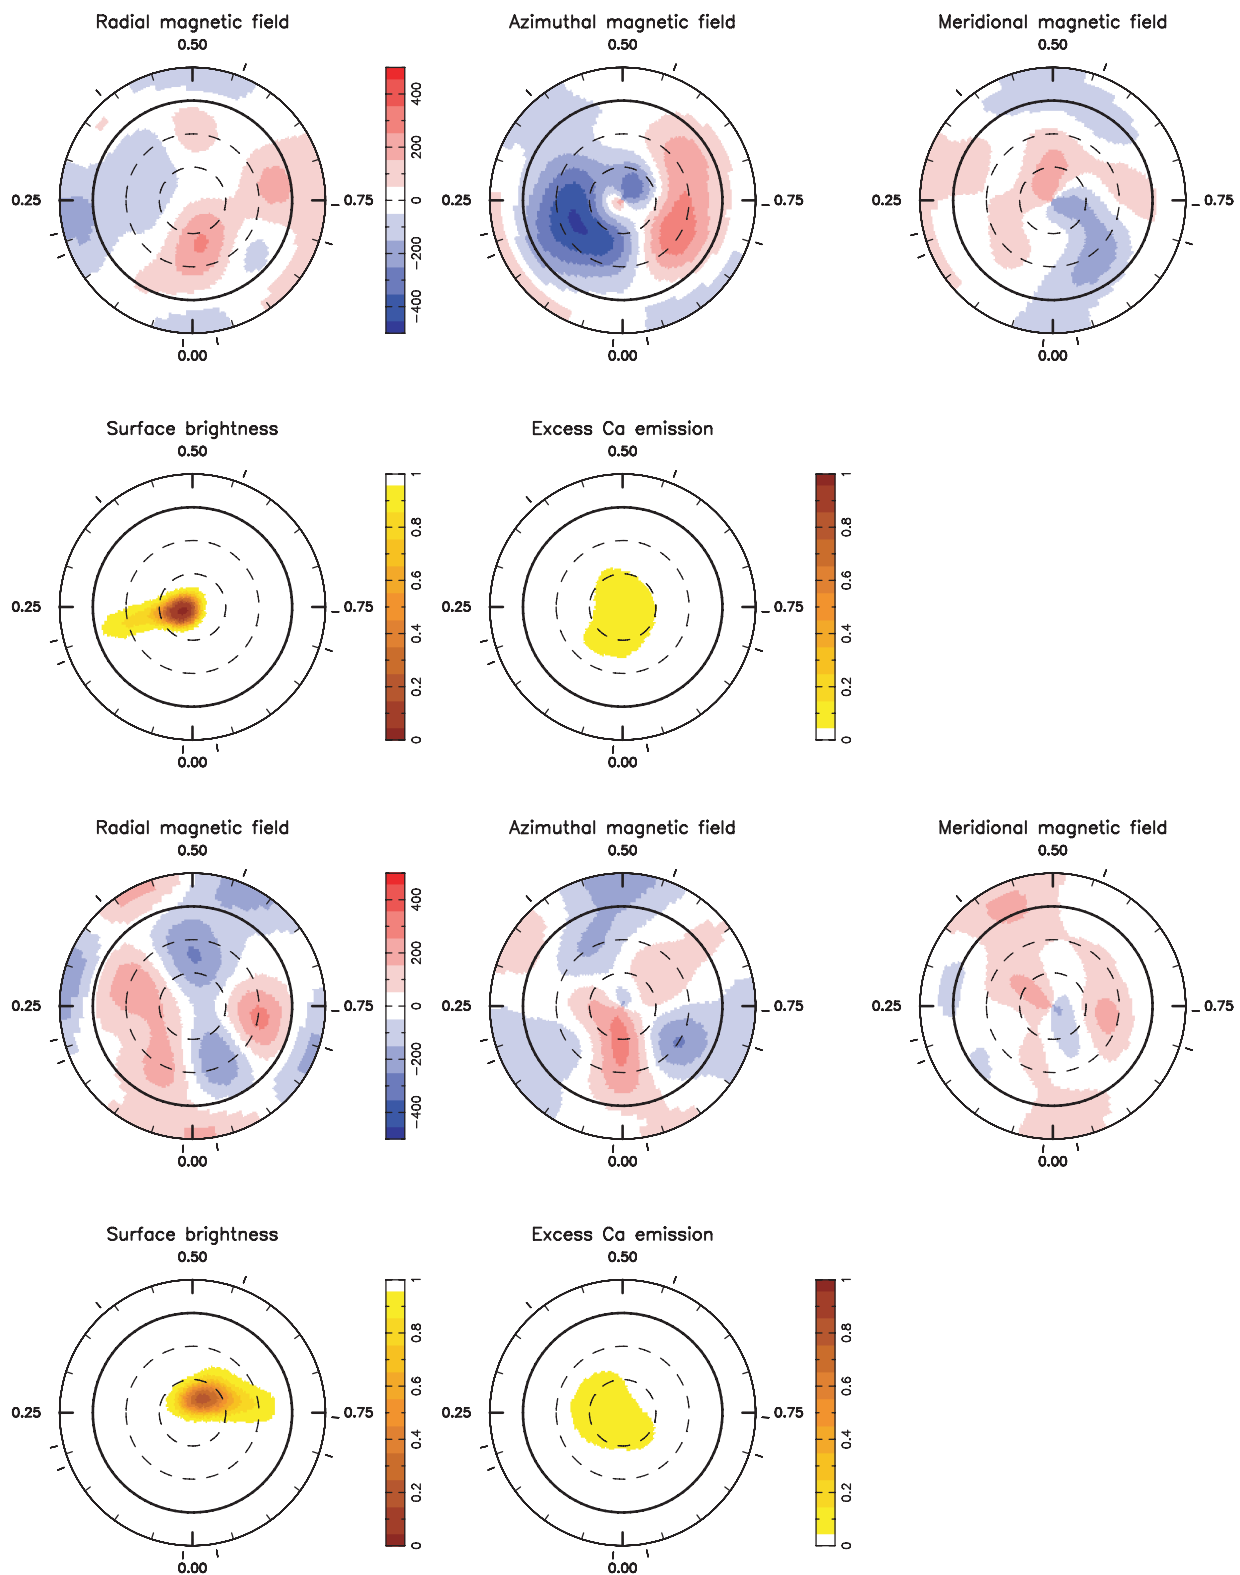 Radial magnetic field Azimuthal magnetic field Meridional magnetic field
0.50 0.50 0.50
400
200
0.25 0 0.75 0.25 0.75 0.25 0.75
−200
−400
0.00 0.00 0.00
Surface brightness Excess Ca emission
0.50 0.50
1 1
0.8 0.8
0.6 0.6
0.25 0.75 0.25 0.75
0.4 0.4
0.2 0.2
0 0
0.00 0.00
Radial magnetic field Azimuthal magnetic field Meridional magnetic field
0.50 0.50 0.50
400
200
0.25 0 0.75 0.25 0.75 0.25 0.75
−200
−400
0.00 0.00 0.00
Surface brightness Excess Ca emission
0.50 0.50
1 1
0.8 0.8
0.6 0.6
0.25 0.75 0.25 0.75
0.4 0.4
0.2 0.2
0 0
0.00 0.00